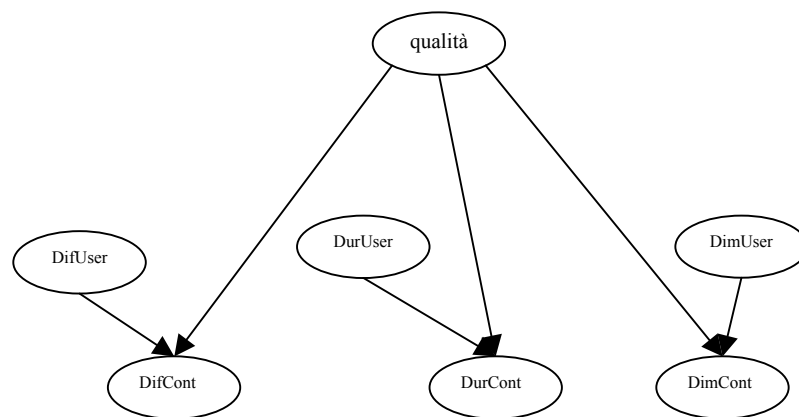 qualità
DifUser
DurUser
DimUser
DifCont
DurCont
DimCont